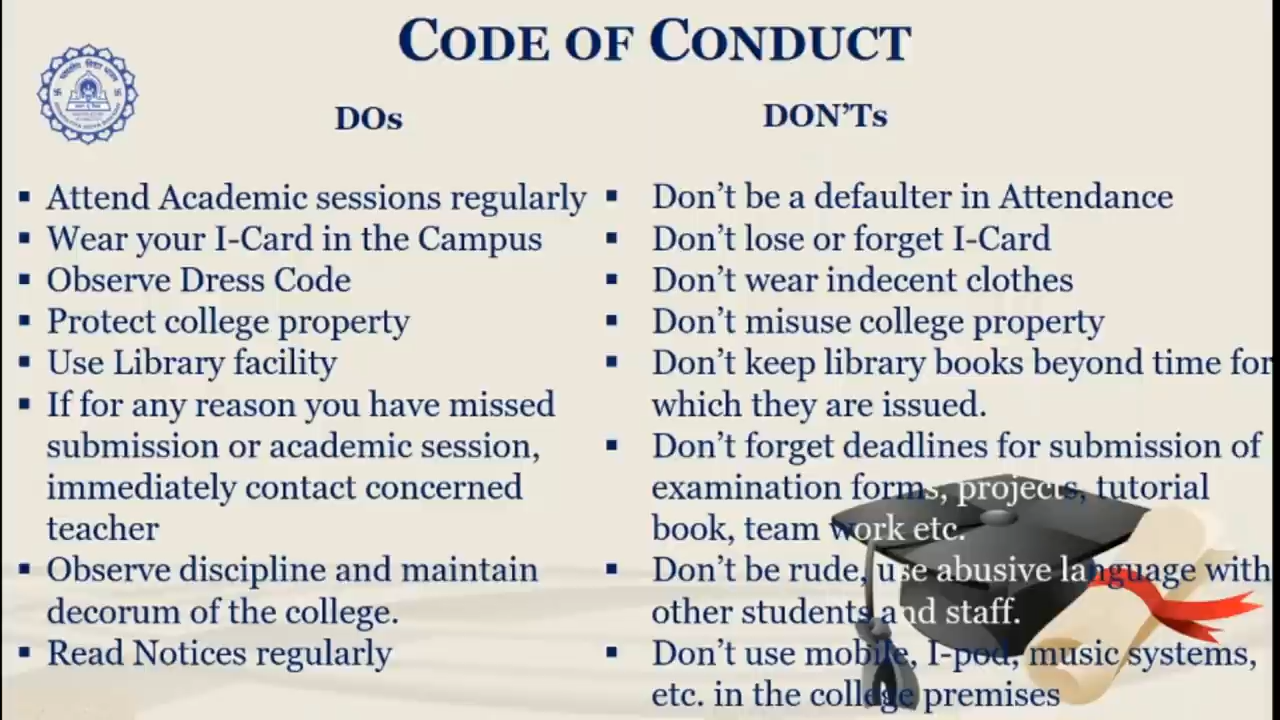 CODE OF CONDUCT
DOs
▪ Attend Academic sessions regularly
▪ Wear your I-Card in the Campus
▪ Observe Dress Code
▪ Protect college property
▪ Use Library facility
▪ If for any reason you have missed
submission or academic session,
immediately contact concerned
teacher
▪ Observe discipline and maintain
decorum of the college.
▪ Read Notices regularly
DON’Ts
▪ Don’t be a defaulter in Attendance
▪ Don’t lose or forget I-Card
▪ Don’t wear indecent clothes
▪ Don’t misuse college property
▪ Don’t keep library books beyond time for
which they are issued.
▪ Don’t forget deadlines for submission of
examination forms, projects, tutorial
book, team work etc.
▪ Don’t be rude, use abusive language with
other students and staff.
▪ Don’t use mobile, I-pod, music systems,
etc. in the college premises